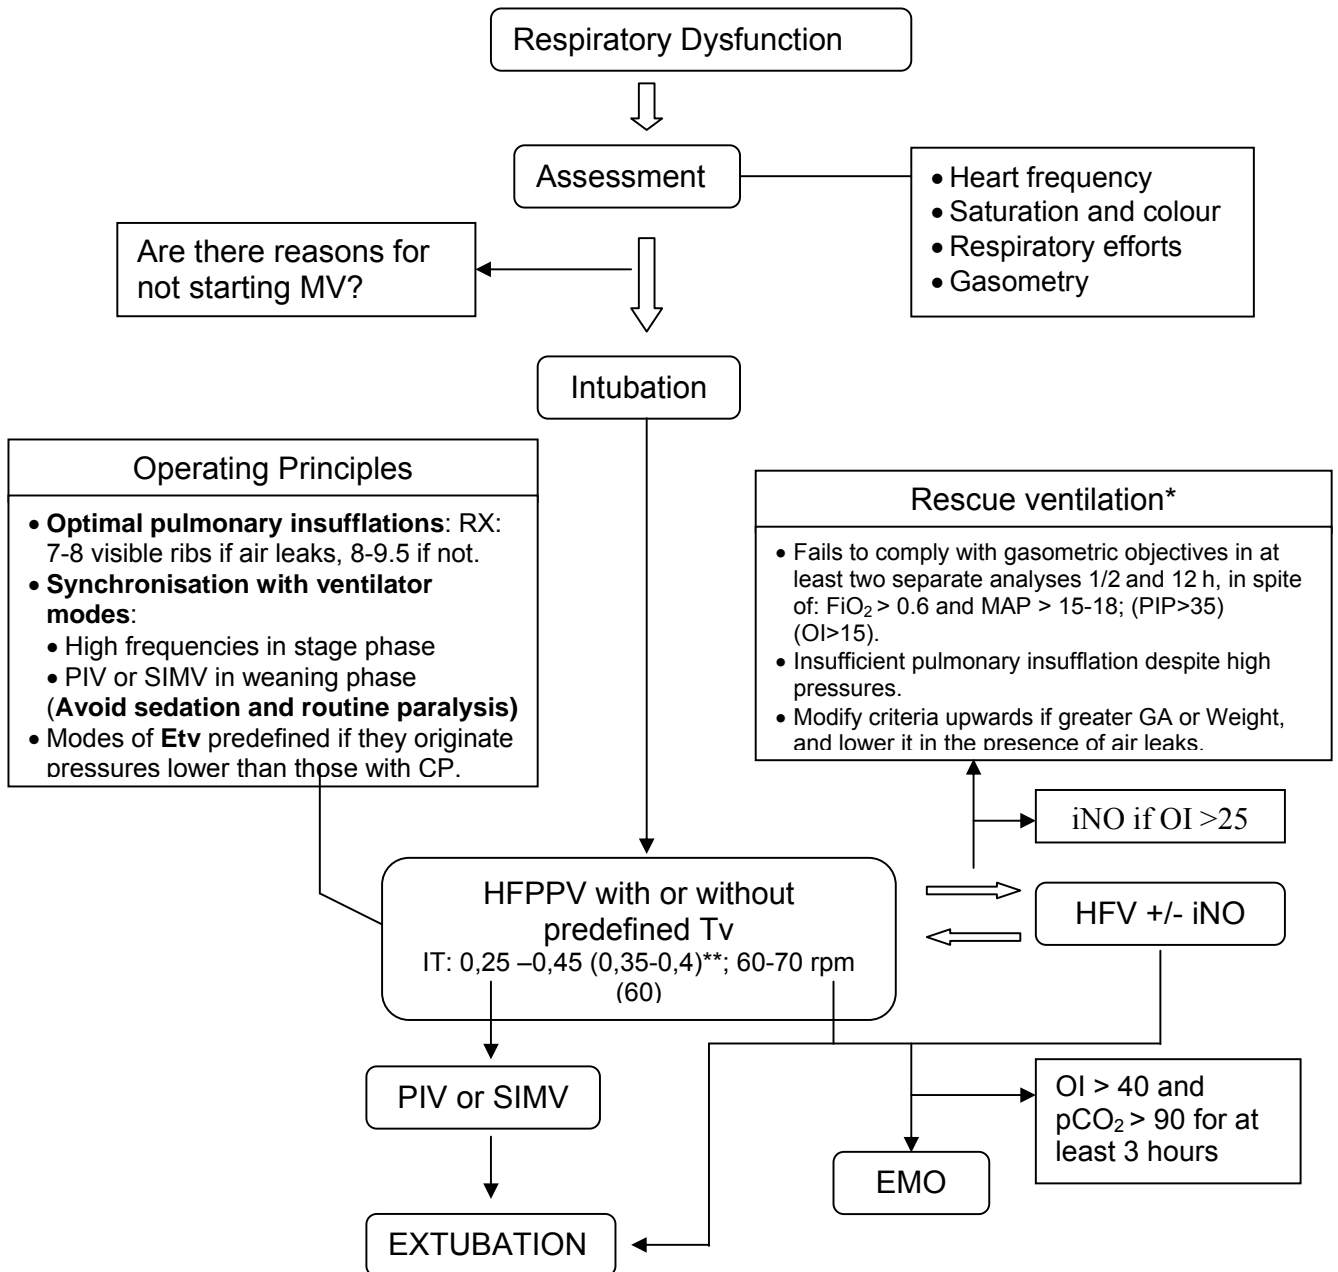 Respiratory Dysfunction
Assessment
• Heart frequency
• Saturation and colour
• Respiratory efforts
• Gasometry
Are there reasons for
not starting MV?
Intubation
Operating Principles
• Optimal pulmonary insufflations: RX:
7-8 visible ribs if air leaks, 8-9.5 if not.
• Synchronisation with ventilator
modes:
• High frequencies in stage phase
• PIV or SIMV in weaning phase
(Avoid sedation and routine paralysis)
• Modes of Etv predefined if they originate
pressures lower than those with CP.
Rescue ventilation*
• Fails to comply with gasometric objectives in at
least two separate analyses 1/2 and 12 h, in spite
of: FiO₂ > 0.6 and MAP > 15-18; (PIP>35)
(OI>15).
• Insufficient pulmonary insufflation despite high
pressures.
• Modify criteria upwards if greater GA or Weight,
and lower it in the presence of air leaks.
iNO if OI >25
HFPPV with or without
predefined Tv
IT: 0,25 –0,45 (0,35-0,4)**; 60-70 rpm
(60)
HFV +/- iNO
PIV or SIMV
OI > 40 and
pCO₂ > 90 for at
least 3 hours
EMO
EXTUBATION